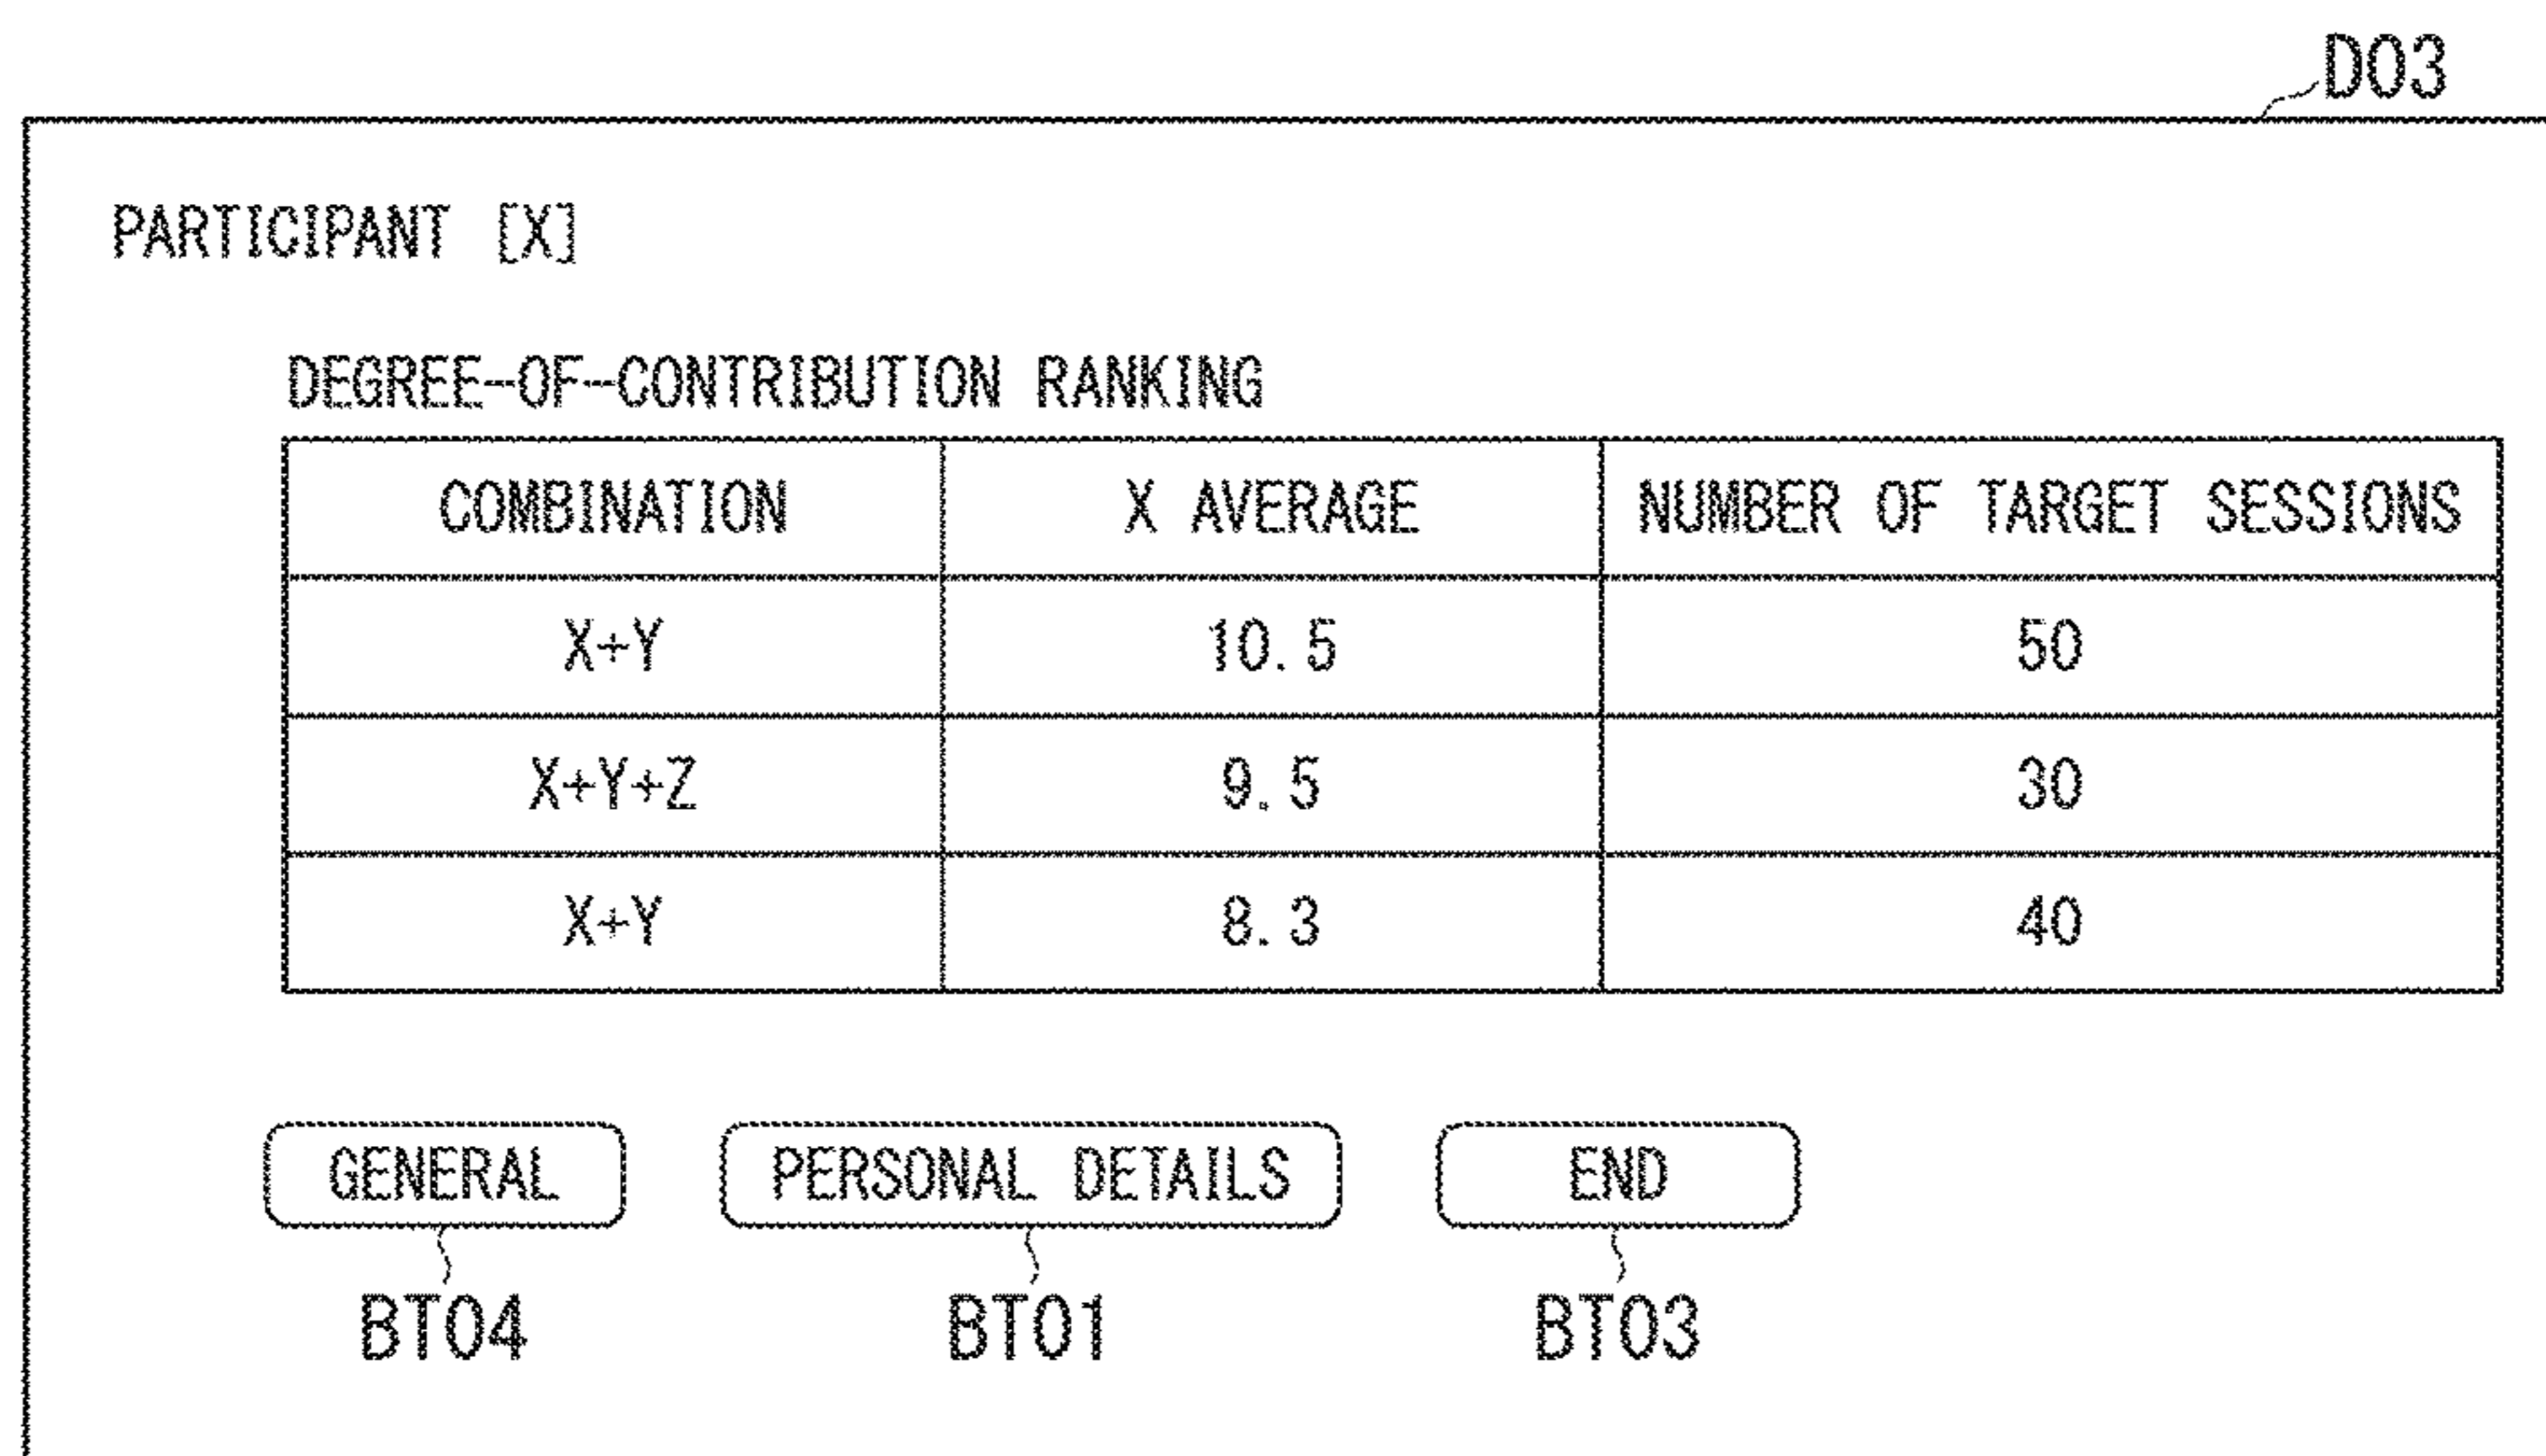 D03
PARTICIPANT [X]
DEGREE-OF-CONTRIBUTION RANKING
COMBINATION X AVERAGE NUMBER OF TARGET SESSIONS
X+Y 10.5 50
X+Y+Z 9.5 30
X+Y 8.3 40
GENERAL PERSONAL DETAILS END
BT04 BT01 BT03